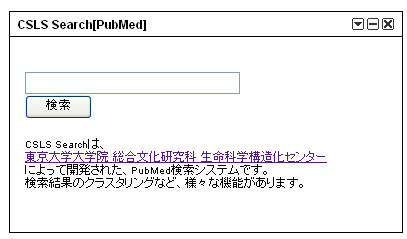 CSLS Search[PubMed]
検索
CSLS Searchは、
東京大学大学院 総合文化研究科 生命科学構造化センター
によって開発された、PubMed検索システムです。
検索結果のクラスタリングなど、様々な機能があります。